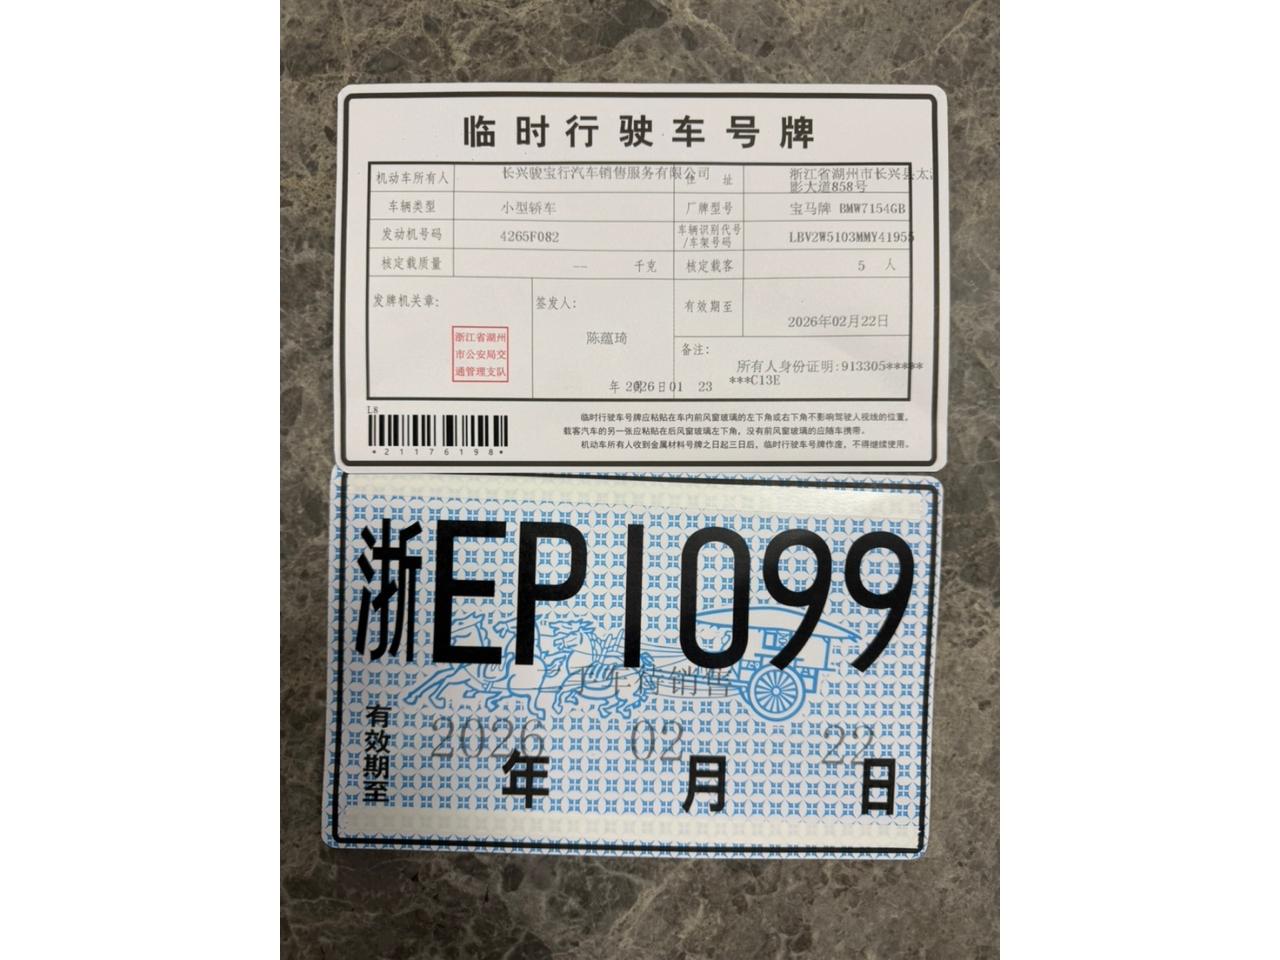 临时行驶车号牌
机动车所有人 长兴骏宝行汽车销售服务有限公司 住 址 浙江省湖州市长兴县太湖
影大道858号
车辆类型 小型轿车 厂牌型号 宝马牌 BMW7154GB
发动机号码 4265F082 车辆识别代号
/车架号码 LBV2W5103MMY41955
核定载质量 -- 千克 核定载客 5 人
发牌机关章: 签发人: 有效期至
2026年02月22日
浙江省湖州
市公安局交
通管理支队
陈蕴琦
备注:
所有人身份证明:913305*****
***C13E
年 2026 月 日 01 23
L8
*21176198*
临时行驶车号牌应粘贴在车内前风窗玻璃的左下角或右下角不影响驾驶人视线的位置。
载客汽车的另一张应粘贴在后风窗玻璃左下角，没有前风窗玻璃的应随车携带。
机动车所有人收到金属材料号牌之日起三日后，临时行驶车号牌作废，不得继续使用。
浙EP1099
车待销售
有效期至 2026年 02月 22日